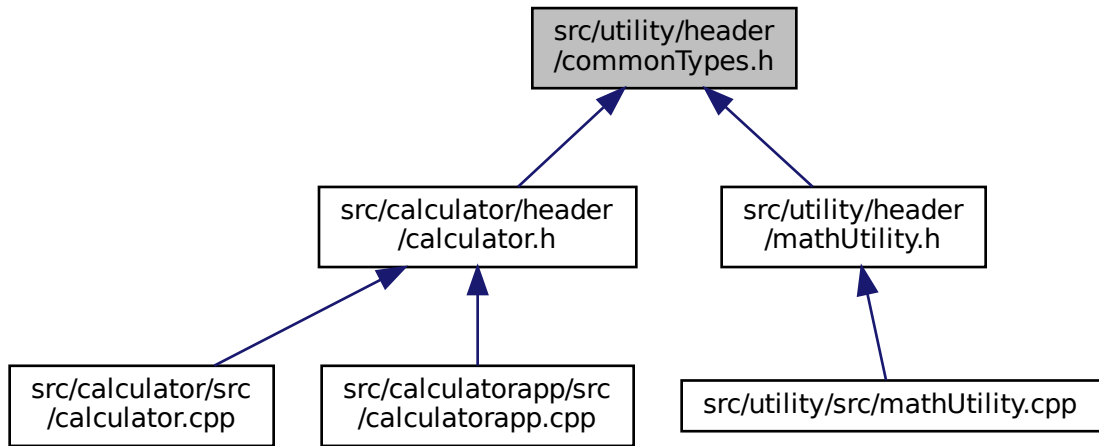 src/utility/header
/commonTypes.h
src/calculator/header
/calculator.h
src/utility/header
/mathUtility.h
src/calculator/src
/calculator.cpp
src/calculatorapp/src
/calculatorapp.cpp
src/utility/src/mathUtility.cpp